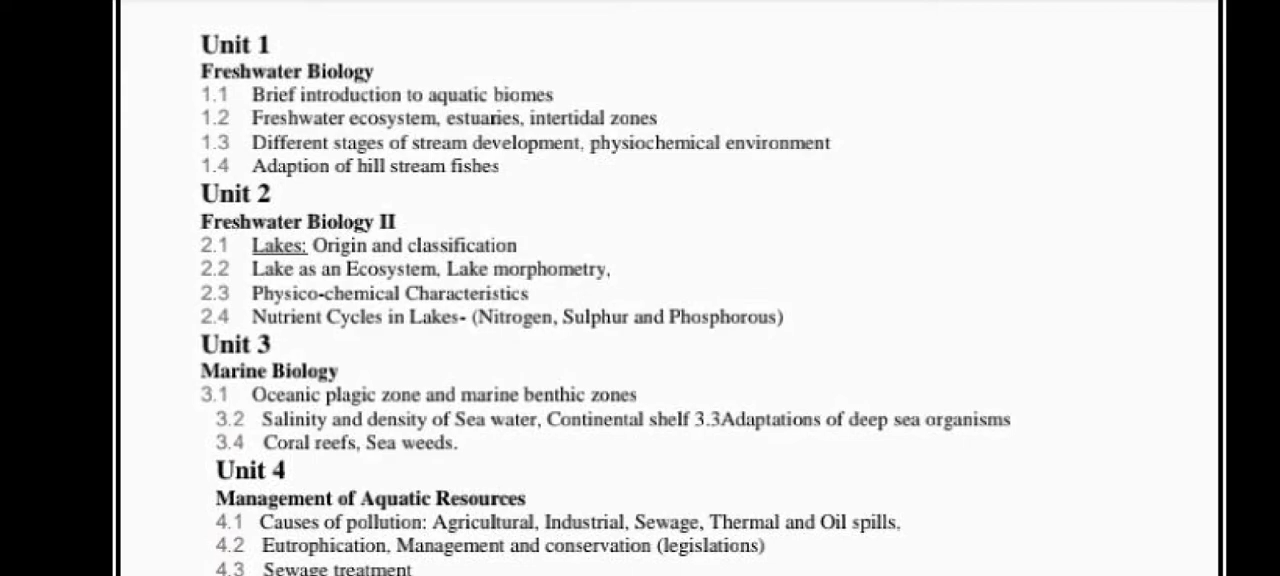 Unit 1
Freshwater Biology
1.1 Brief introduction to aquatic biomes
1.2 Freshwater ecosystem, estuaries, intertidal zones
1.3 Different stages of stream development, physiochemical environment
1.4 Adaption of hill stream fishes
Unit 2
Freshwater Biology II
2.1 Lakes: Origin and classification
2.2 Lake as an Ecosystem, Lake morphometry,
2.3 Physico-chemical Characteristics
2.4 Nutrient Cycles in Lakes- (Nitrogen, Sulphur and Phosphorous)
Unit 3
Marine Biology
3.1 Oceanic plagic zone and marine benthic zones
3.2 Salinity and density of Sea water, Continental shelf 3.3Adaptations of deep sea organisms
3.4 Coral reefs, Sea weeds.
Unit 4
Management of Aquatic Resources
4.1 Causes of pollution: Agricultural, Industrial, Sewage, Thermal and Oil spills,
4.2 Eutrophication, Management and conservation (legislations)
4.3 Sewage treatment